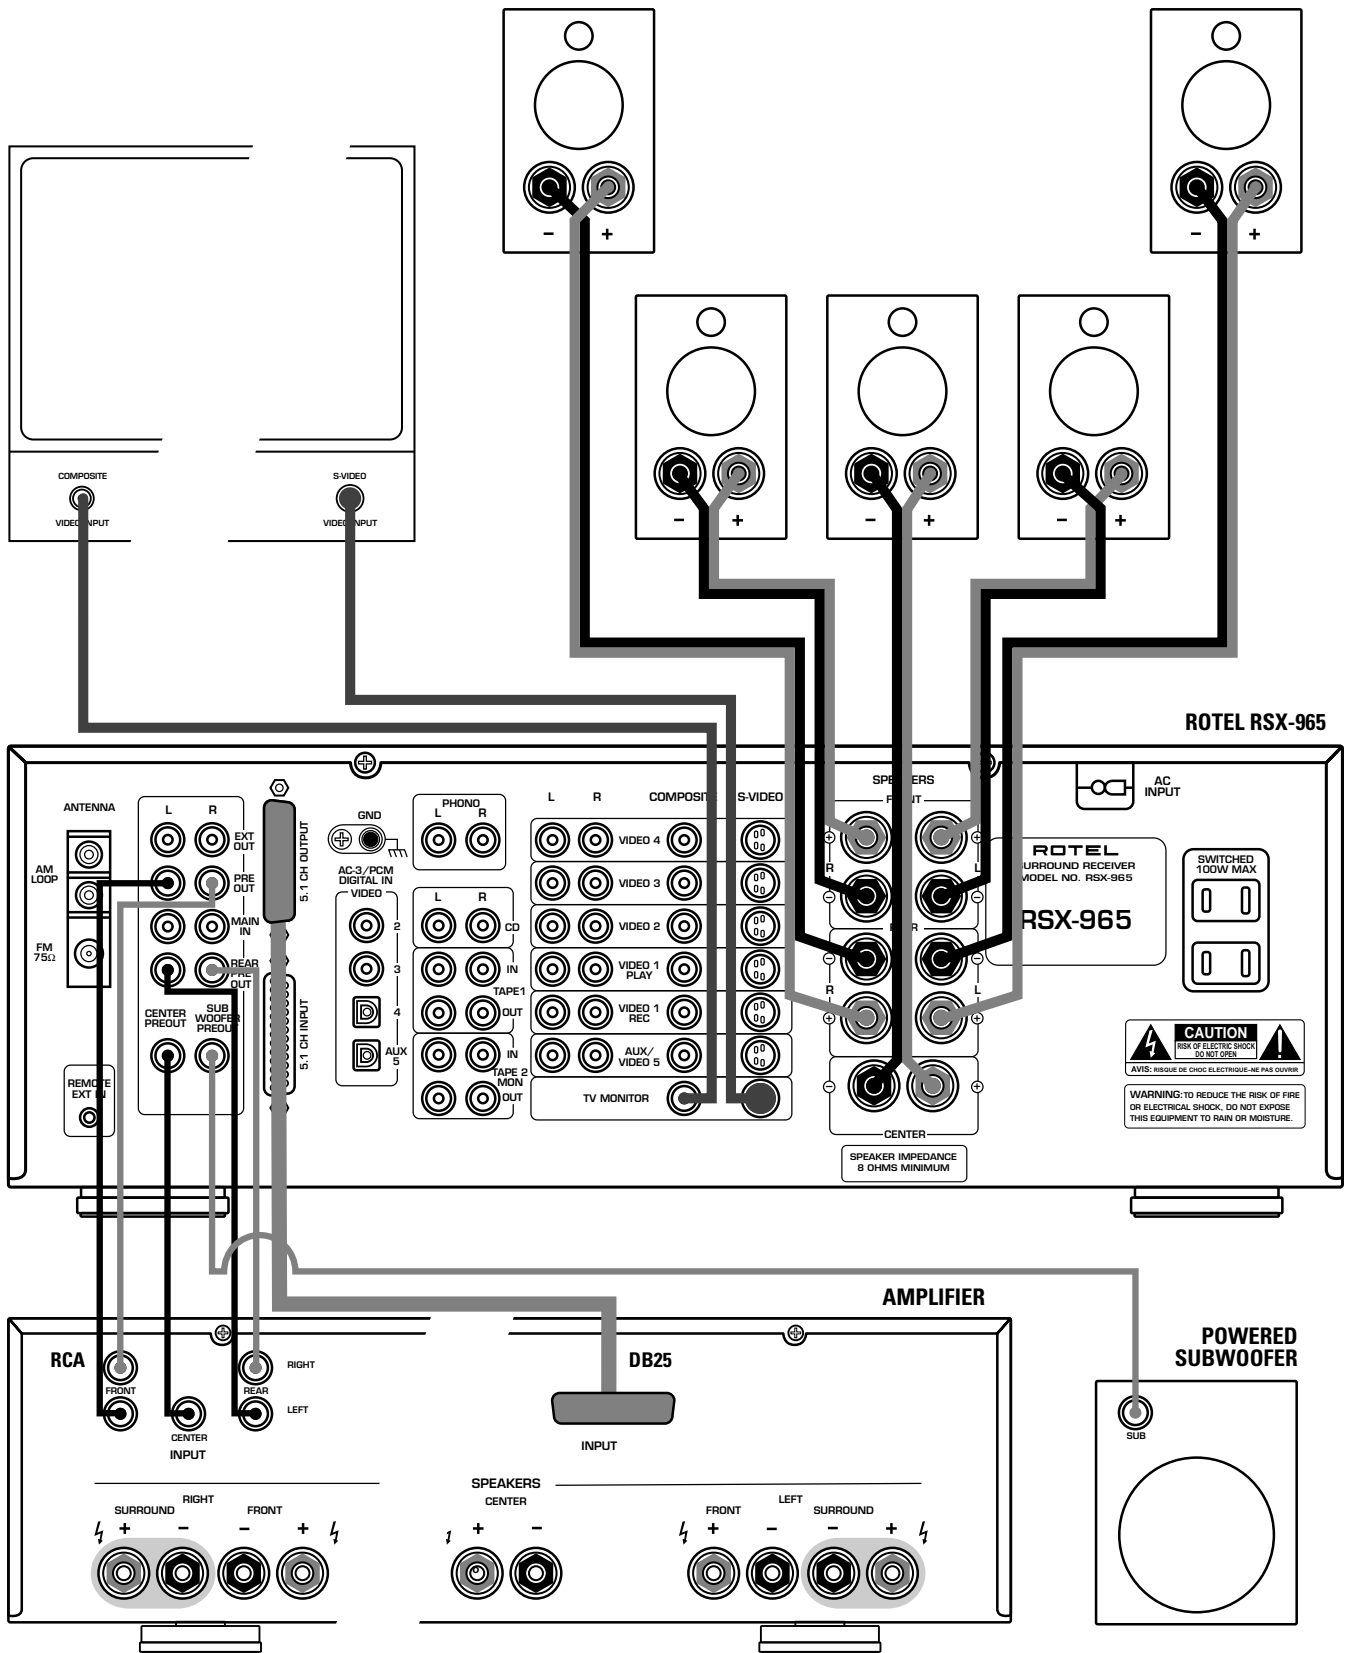 − +
− +
− +
− +
− +
COMPOSITE
VIDEO INPUT
S-VIDEO
VIDEO INPUT
ROTEL RSX-965
ANTENNA
AM
LOOP
FM
75Ω
REMOTE
EXT IN
L R
EXT
OUT
PRE
OUT
MAIN
IN
REAR
PRE
OUT
CENTER
PREOUT
SUB
WOOFER
PREOUT
5.1 CH OUTPUT
5.1 CH INPUT
GND
AC-3/PCM
DIGITAL IN
VIDEO
2
3
4
AUX
5
PHONO
L R
L R
CD
IN
TAPE1
OUT
IN
TAPE 2
MON
OUT
L R COMPOSITE S-VIDEO
VIDEO 4
VIDEO 3
VIDEO 2
VIDEO 1
PLAY
VIDEO 1
REC
AUX/
VIDEO 5
TV MONITOR
SPEAKERS
FRONT
+ +
R L
− −
REAR
− −
R L
+ +
− +
CENTER
SPEAKER IMPEDANCE
8 OHMS MINIMUM
AC
INPUT
ROTEL
SURROUND RECEIVER
MODEL NO. RSX-965
RSX-965
SWITCHED
100W MAX
CAUTION
RISK OF ELECTRIC SHOCK
DO NOT OPEN
AVIS: RISQUE DE CHOC ELECTRIQUE–NE PAS OUVRIR
WARNING: TO REDUCE THE RISK OF FIRE
OR ELECTRICAL SHOCK, DO NOT EXPOSE
THIS EQUIPMENT TO RAIN OR MOISTURE.
AMPLIFIER
RCA
FRONT
CENTER
INPUT
RIGHT
REAR
LEFT
DB25
INPUT
RIGHT
SURROUND FRONT
+ − − +
SPEAKERS
CENTER
+ −
LEFT
FRONT SURROUND
+ − − +
POWERED
SUBWOOFER
SUB